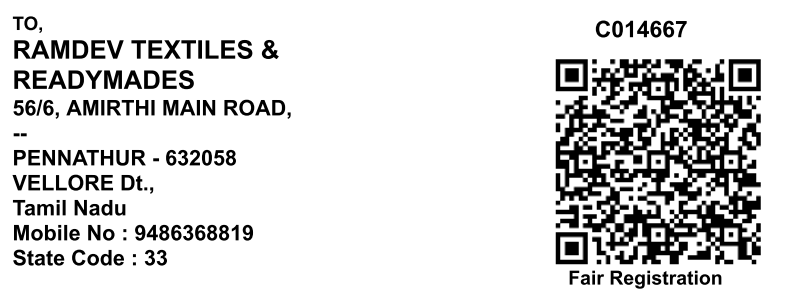 TO,
RAMDEV TEXTILES &
READYMADES
56/6, AMIRTHI MAIN ROAD,
--
PENNATHUR - 632058
VELLORE Dt.,
Tamil Nadu
Mobile No : 9486368819
State Code : 33
C014667
Fair Registration